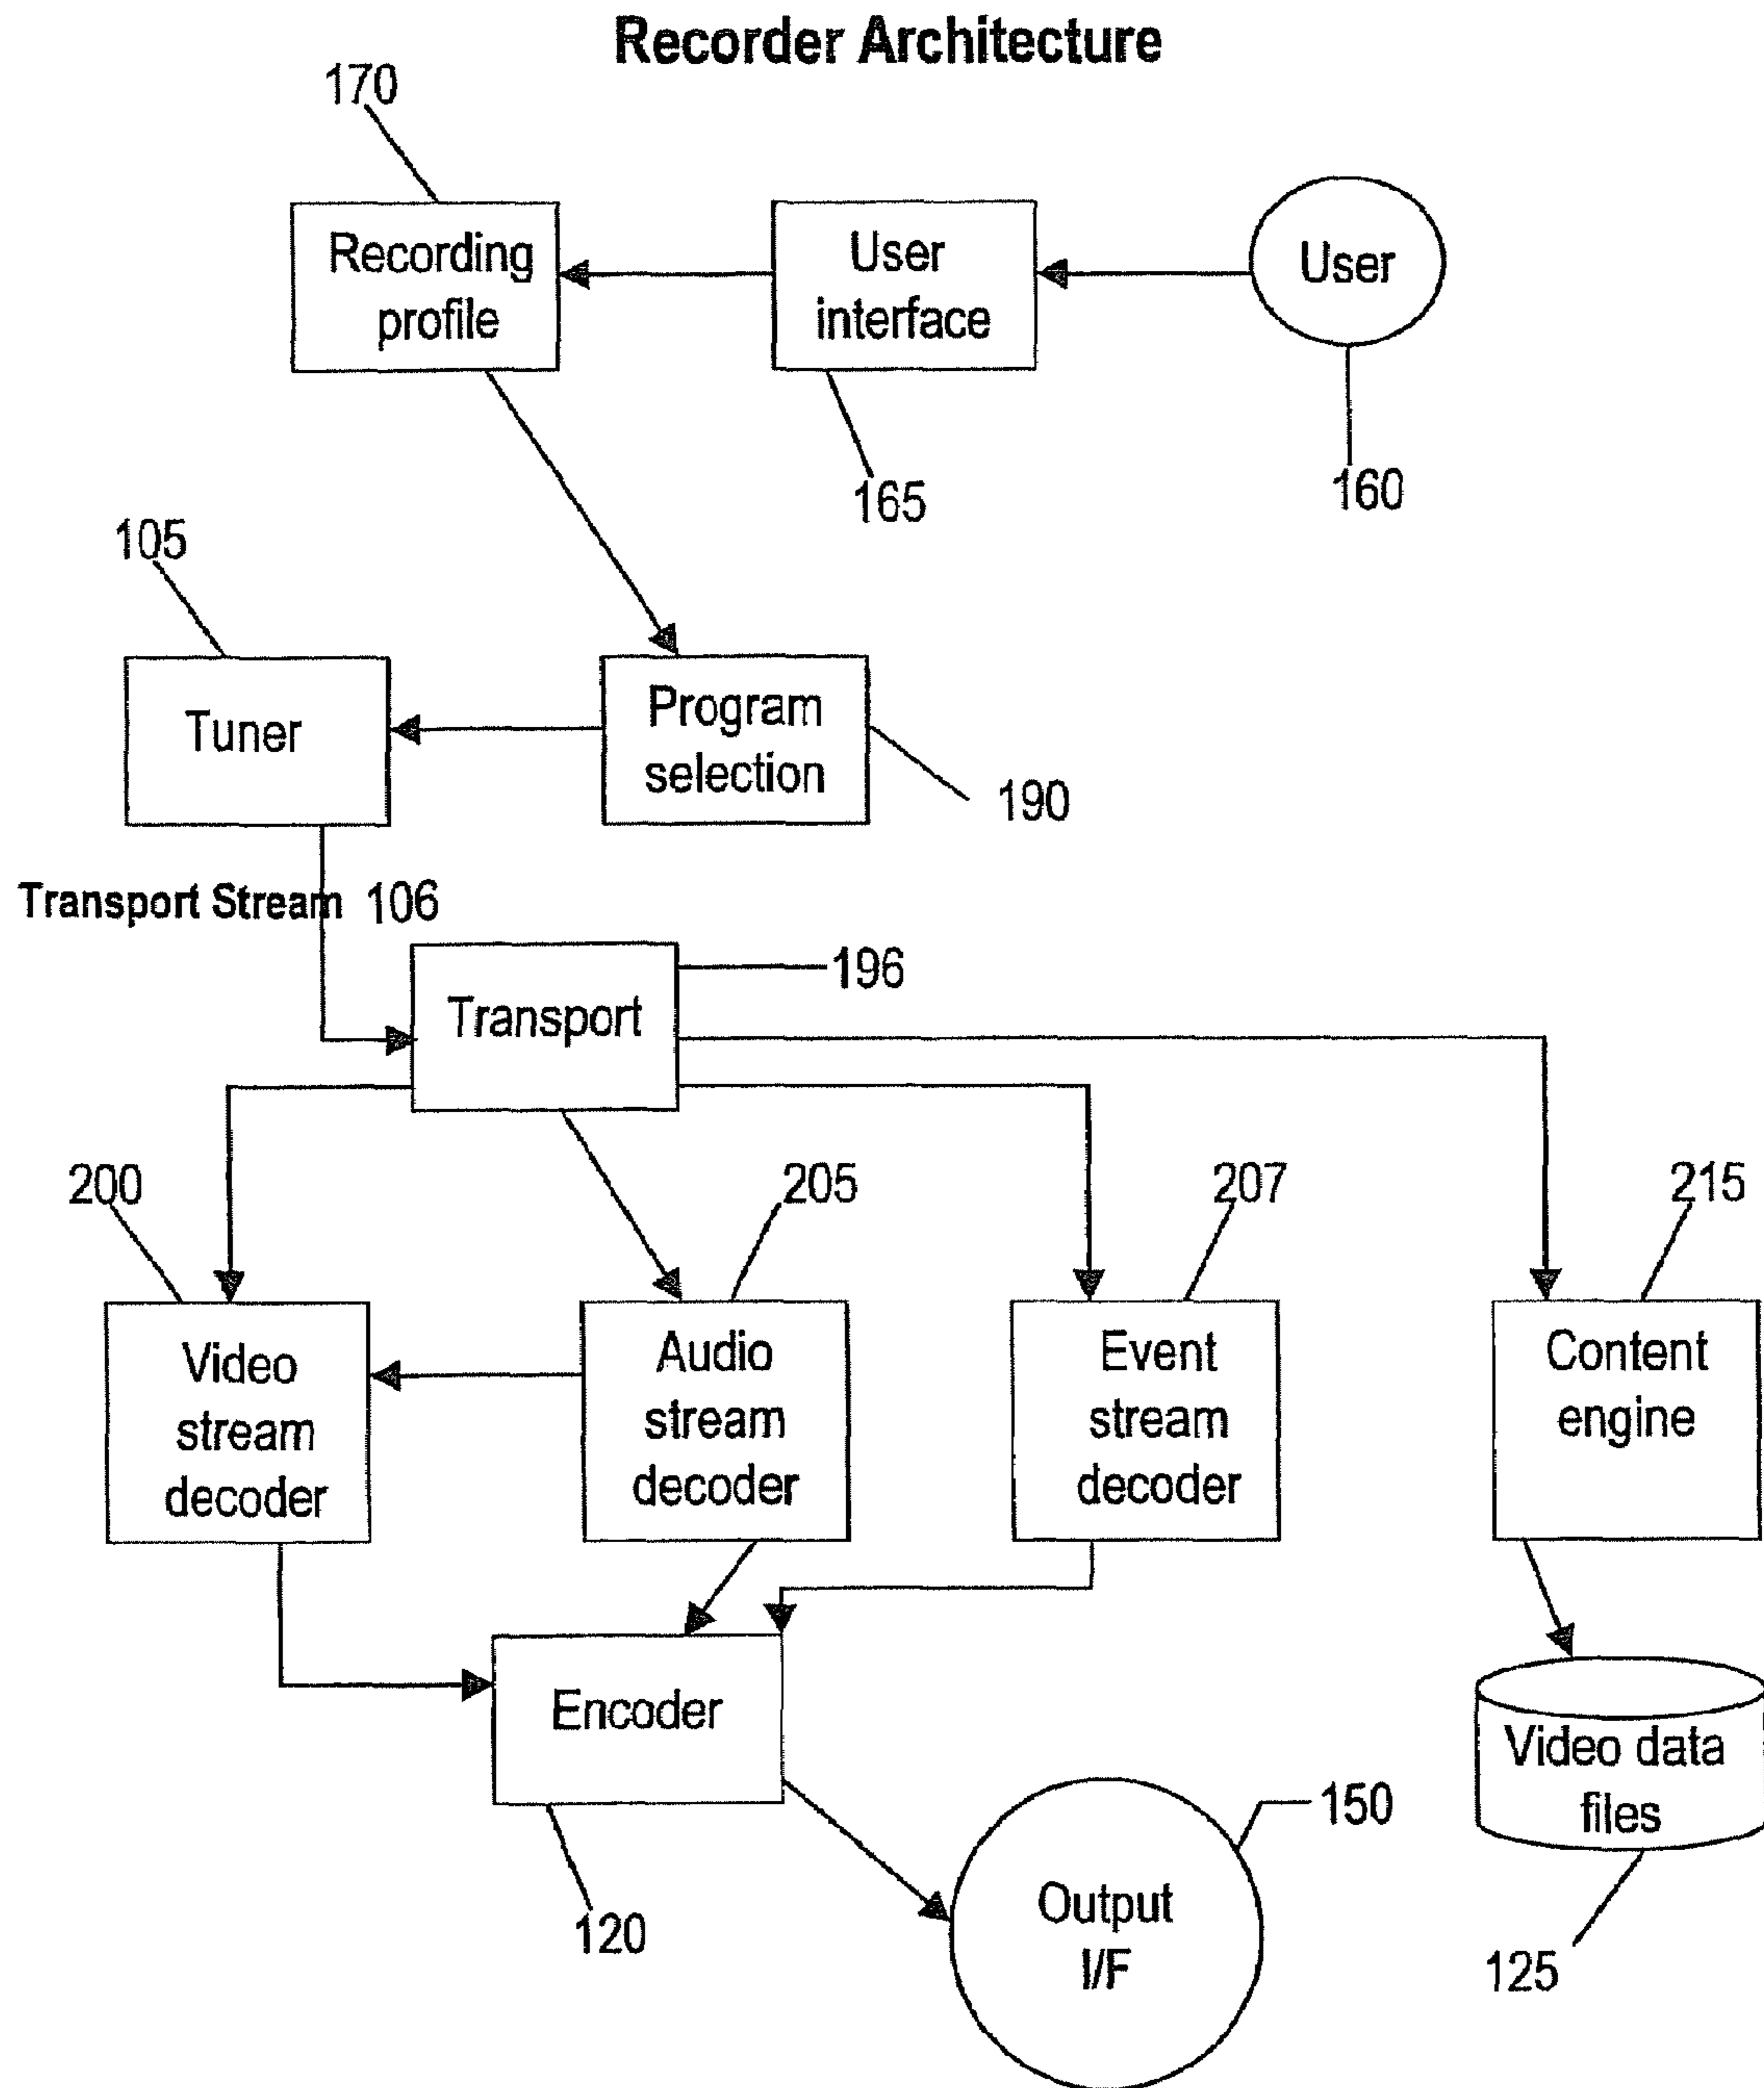 Recorder Architecture
170
Recording
profile
User
interface
User
165
160
105
Tuner
Program
selection
190
Transport Stream 106
Transport
196
200
205
207
215
Video
stream
decoder
Audio
stream
decoder
Event
stream
decoder
Content
engine
Encoder
Video data
files
120
150
Output
I/F
125